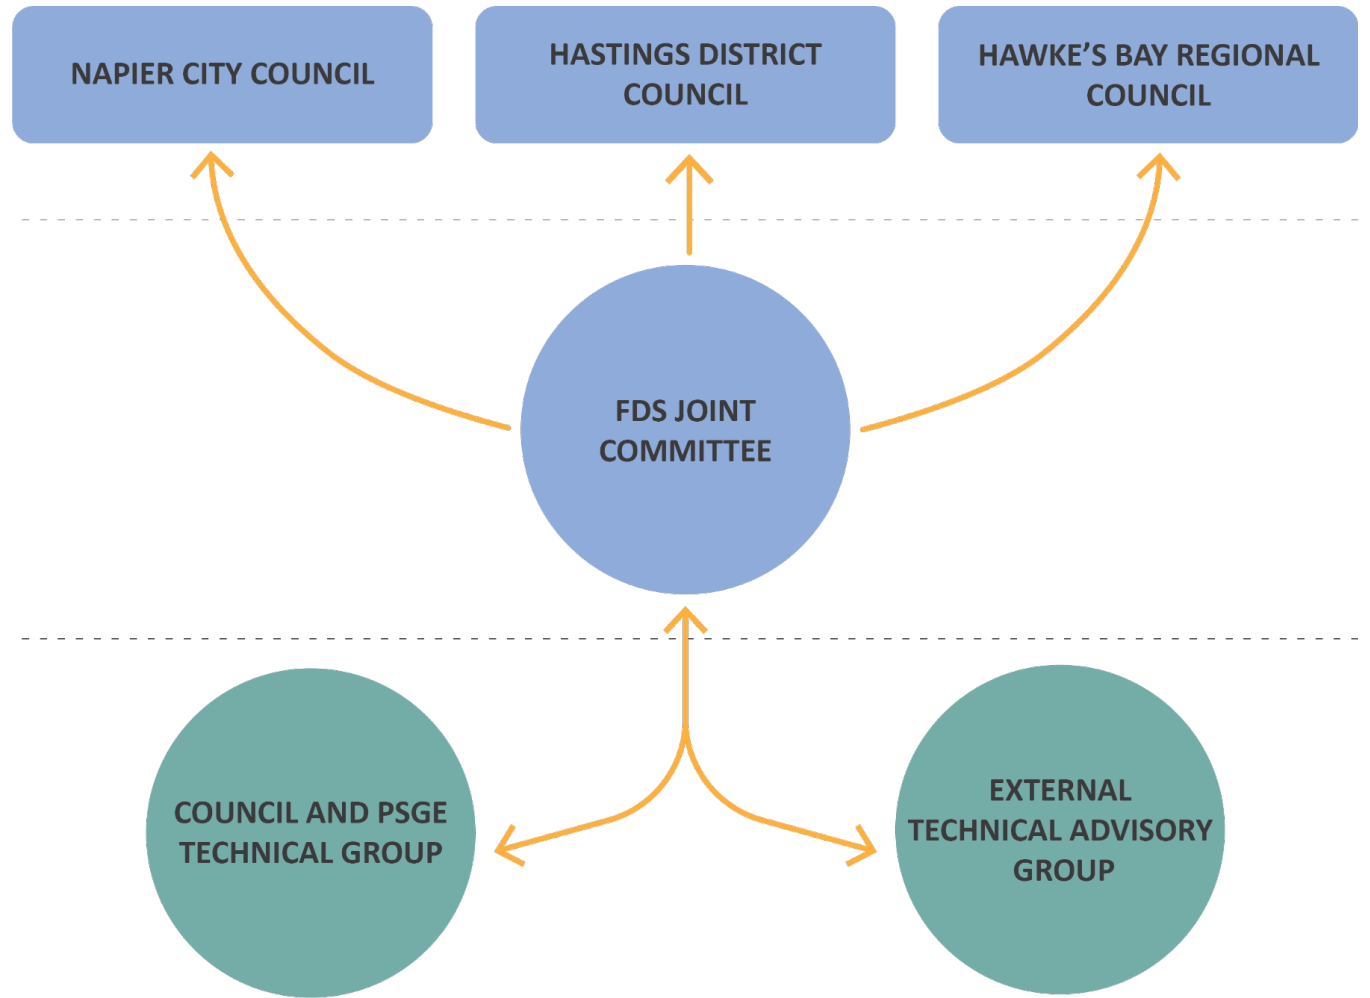 NAPIER CITY COUNCIL
HASTINGS DISTRICT
COUNCIL
HAWKE’S BAY REGIONAL
COUNCIL
FDS JOINT
COMMITTEE
COUNCIL AND PSGE
TECHNICAL GROUP
EXTERNAL
TECHNICAL ADVISORY
GROUP